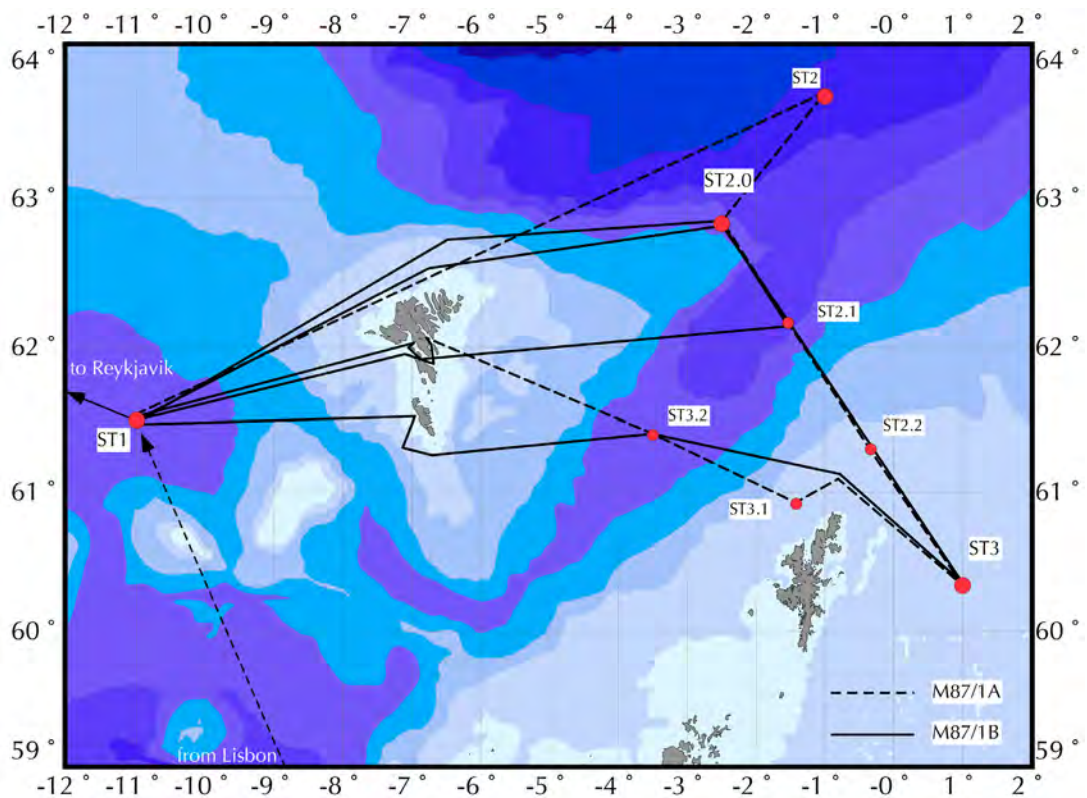 -12 ° -10 ° -9 ° -8 ° -7 ° -6 ° -5 ° -4 ° -3 ° -2 ° -1 ° -0 ° 1 ° 2 °
64 ° 64 °
ST2
63 ° ST2.0 63 °
ST2.1
62 ° 62 °
to Reykjavik
ST3.2
ST1 ST2.2
61 ° 61 °
ST3.1
ST3
60 ° 60 °
M87/1A
M87/1B
from Lisbon
59 ° 59 °
-12 ° -11 ° -10 ° -9 ° -8 ° -7 ° -6 ° -5 ° -4 ° -3 ° -2 ° -1 ° -0 ° 1 ° 2 °